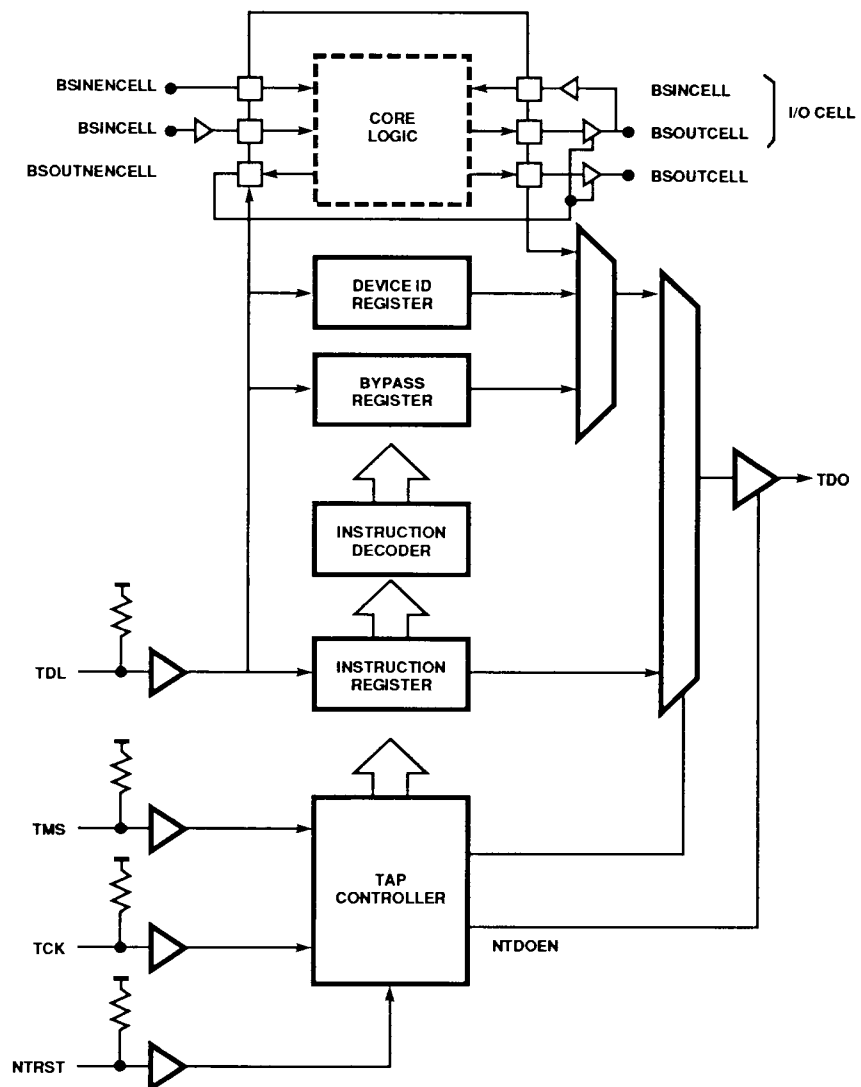 BSINENCELL
BSINCELL
BSOUTNENCELL
CORE
LOGIC
BSINCELL
BSOUTCELL
I/O CELL
BSOUTCELL
DEVICE ID
REGISTER
BYPASS
REGISTER
TDO
INSTRUCTION
DECODER
TDL
INSTRUCTION
REGISTER
TMS
TAP
CONTROLLER
TCK
NTDOEN
NTRST